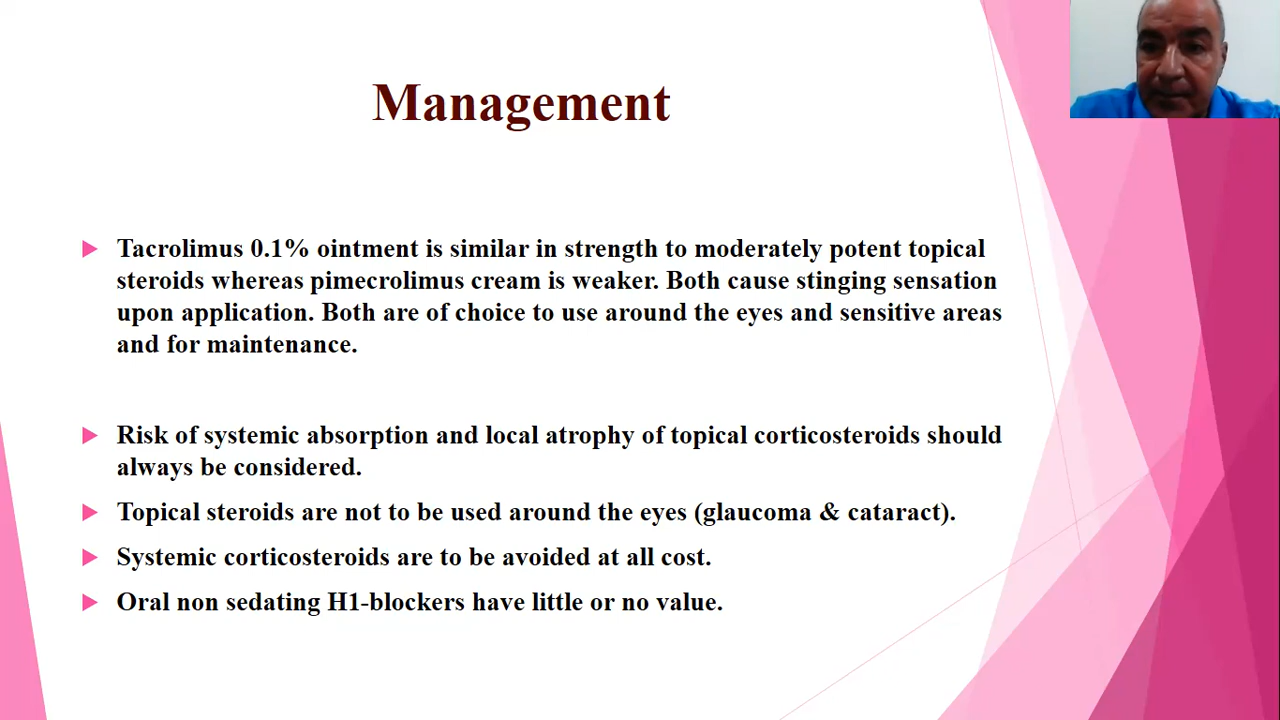 Management
Tacrolimus 0.1% ointment is similar in strength to moderately potent topical
steroids whereas pimecrolimus cream is weaker. Both cause stinging sensation
upon application. Both are of choice to use around the eyes and sensitive areas
and for maintenance.
Risk of systemic absorption and local atrophy of topical corticosteroids should
always be considered.
Topical steroids are not to be used around the eyes (glaucoma & cataract).
Systemic corticosteroids are to be avoided at all cost.
Oral non sedating H1-blockers have little or no value.